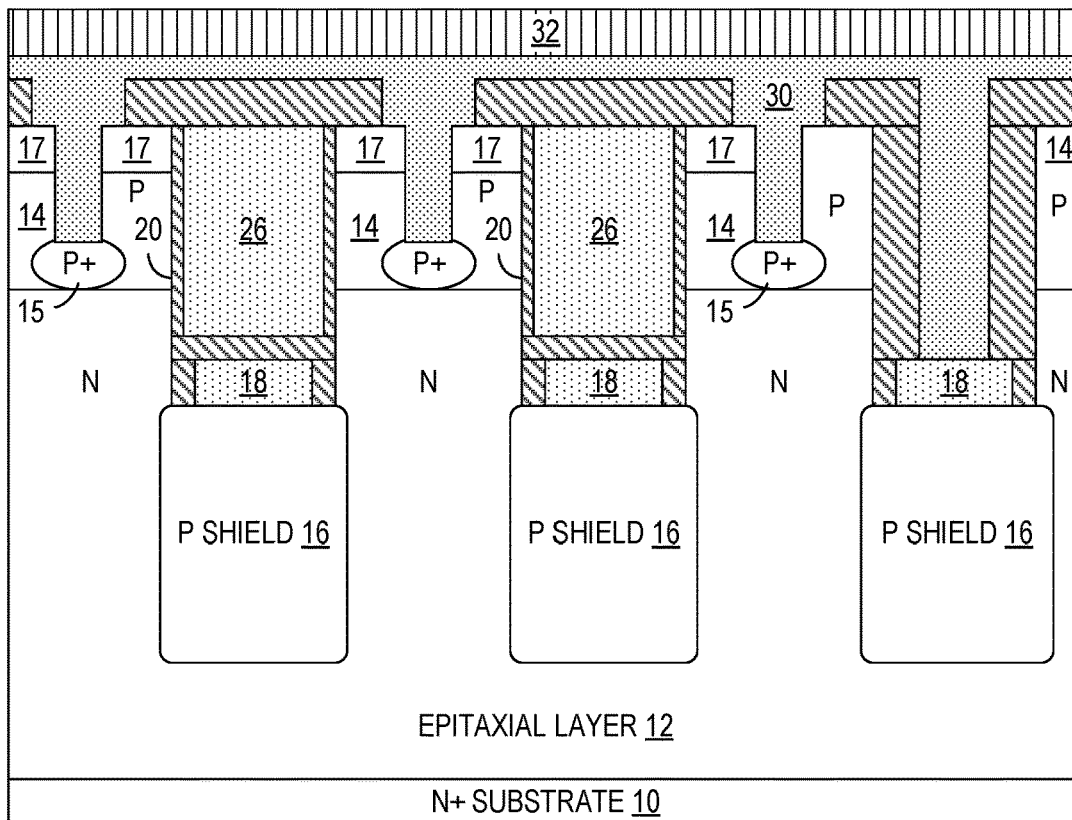 32
30
17 17 17 17 17 14
P P P P
14 20 26 14 20 26 14
P+ P+ P+
15 15
N 18 N 18 N 18 N
P SHIELD 16 P SHIELD 16 P SHIELD 16
EPITAXIAL LAYER 12
N+ SUBSTRATE 10